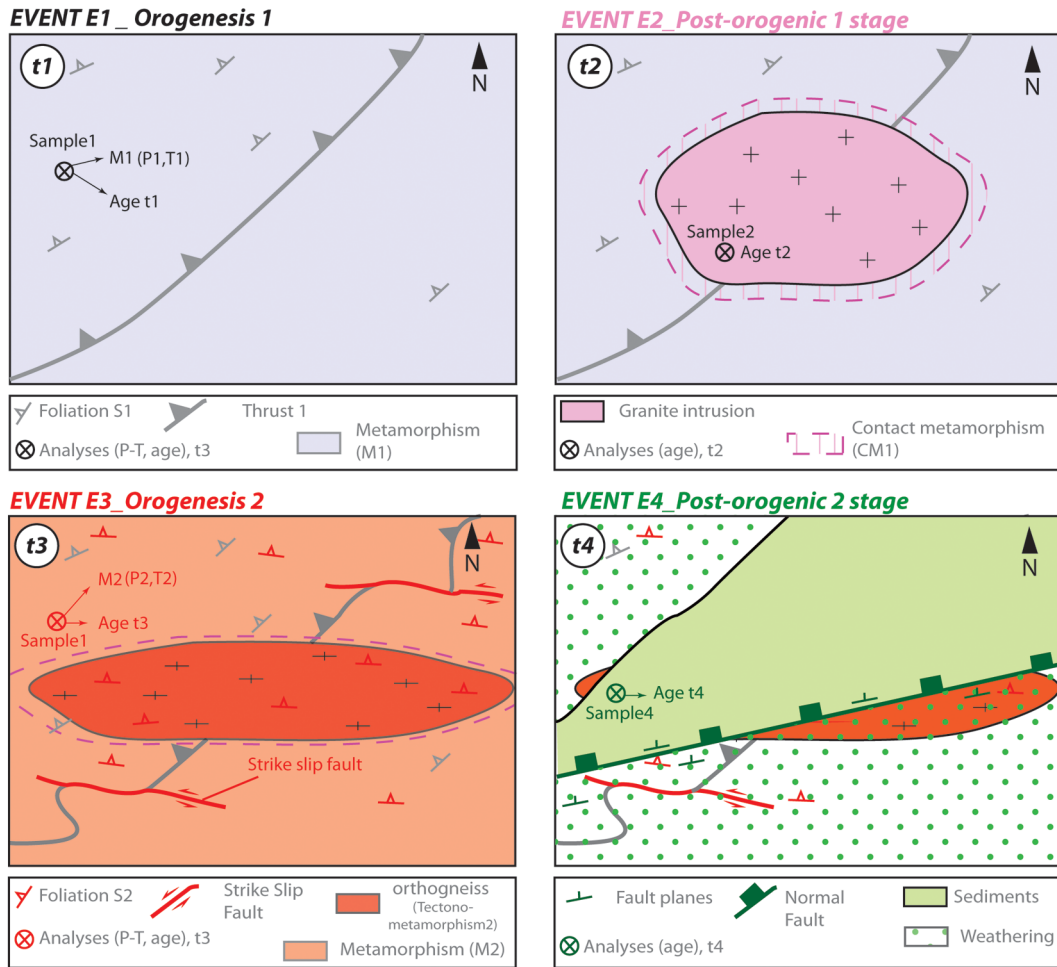 EVENT E1_ Orogenesis 1
t1
N
Sample1
M1 (P1,T1)
Age t1
Foliation S1
Thrust 1
Analyses (P-T, age), t3
Metamorphism
(M1)
EVENT E2_Post-orogenic 1 stage
t2
N
Sample2
Age t2
Granite intrusion
Analyses (age), t2
Contact metamorphism
(CM1)
EVENT E3_Orogenesis 2
t3
N
M2(P2,T2)
Age t3
Sample1
Strike slip fault
Foliation S2
Strike Slip
Fault
orthogneiss
(Tectono-
metamorphism2)
Analyses (P-T, age), t3
Metamorphism (M2)
EVENT E4_Post-orogenic 2 stage
t4
N
Age t4
Sample4
Fault planes
Normal
Fault
Sediments
Analyses (age), t4
Weathering